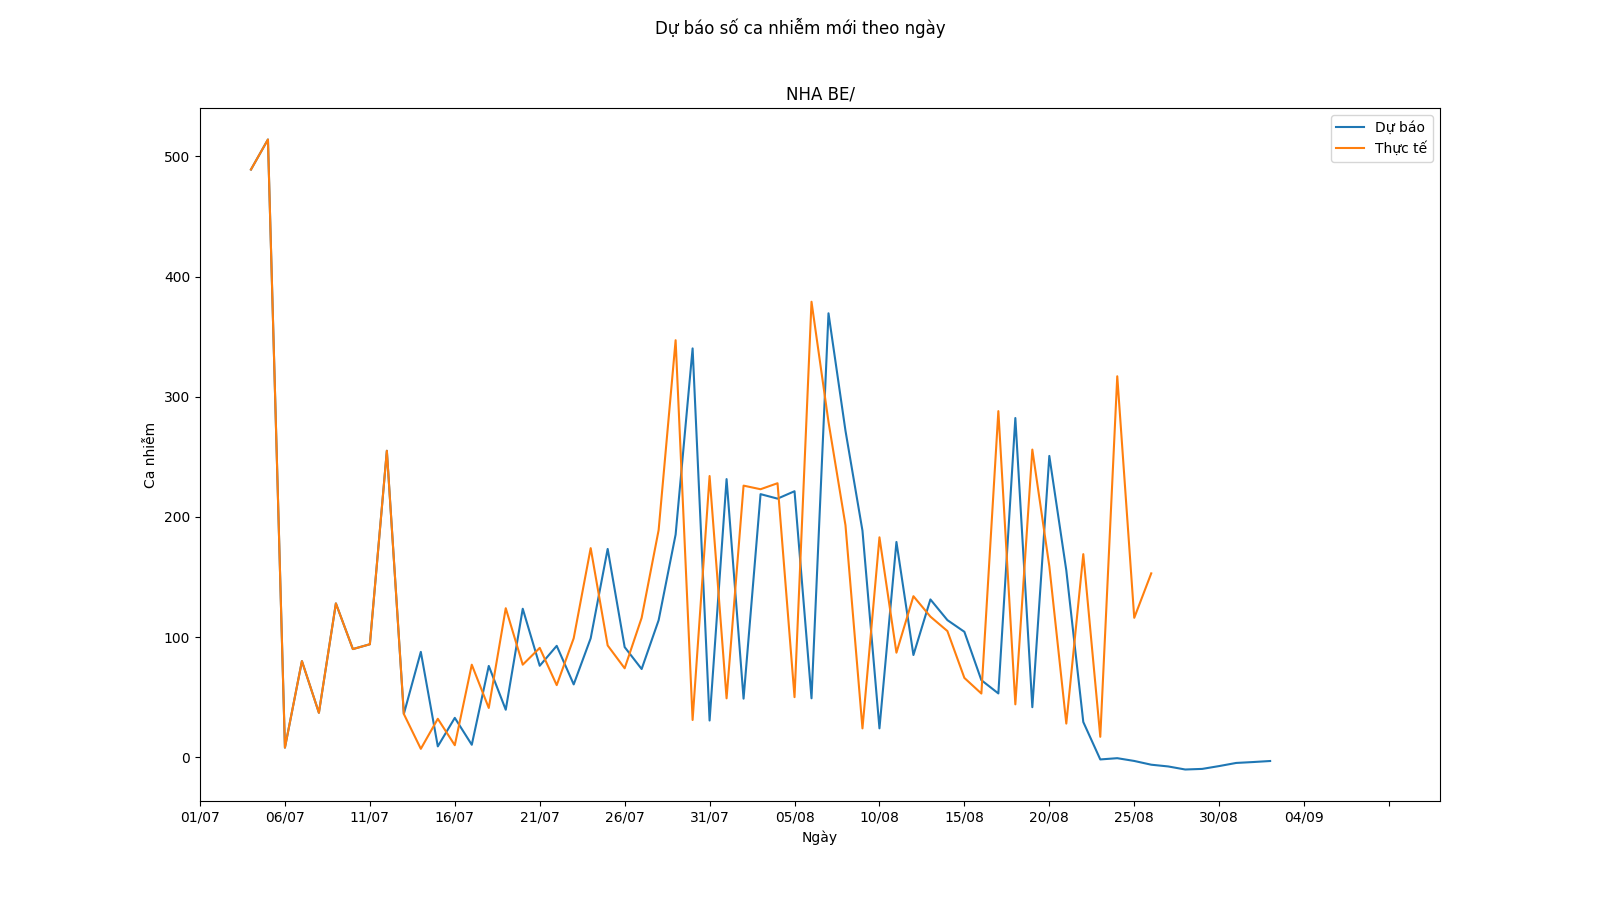 Dự báo số ca nhiễm mới theo ngày
NHA BE/
Dự báo
Thực tế
500
400
300
200
100
0
Ca nhiễm
01/07 06/07 11/07 16/07 21/07 26/07 31/07 05/08 10/08 15/08 20/08 25/08 30/08 04/09
Ngày